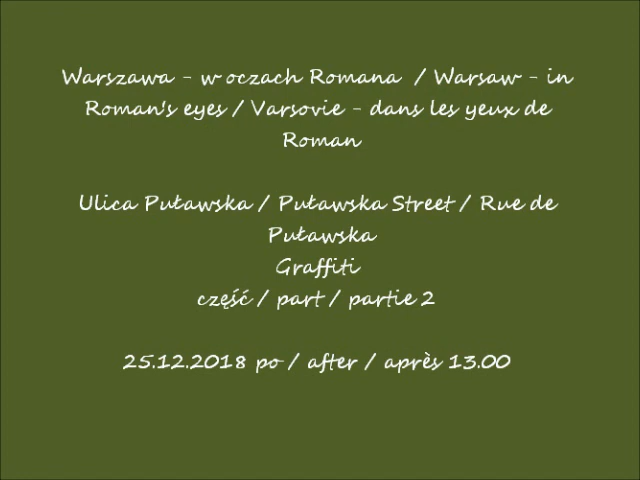 Warszawa - w oczach Romana / Warsaw - in
Roman's eyes / Varsovie - dans les yeux de
Roman
Ulica Puławska / Puławska Street / Rue de
Puławska
Graffiti
część / part / partie 2
25.12.2018 po / after / après 13.00